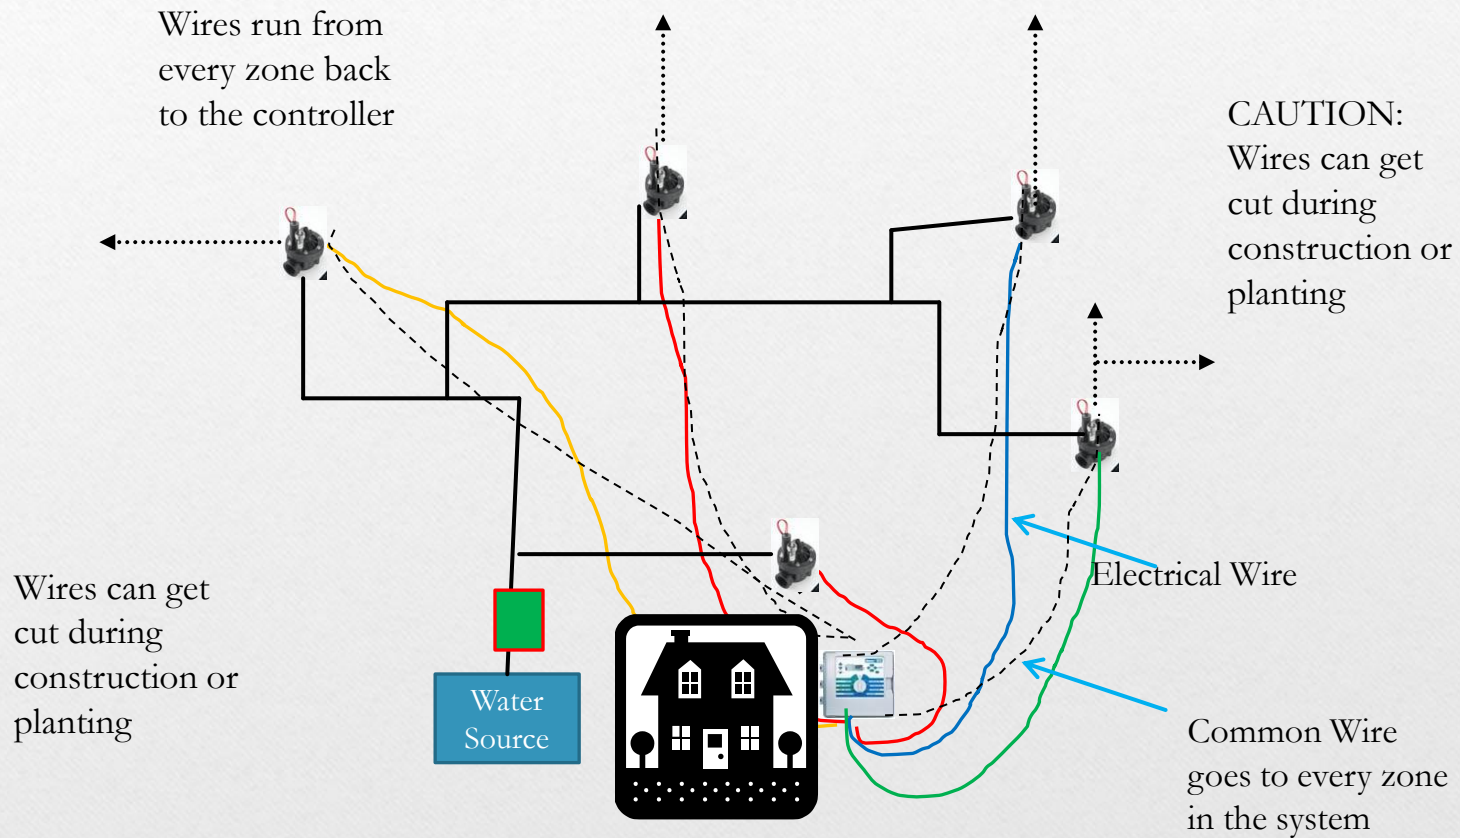 Wires run from
every zone back
to the controller
CAUTION:
Wires can get
cut during
construction or
planting
Electrical Wire
Wires can get
cut during
construction or
planting
Water
Source
Common Wire
goes to every zone
in the system